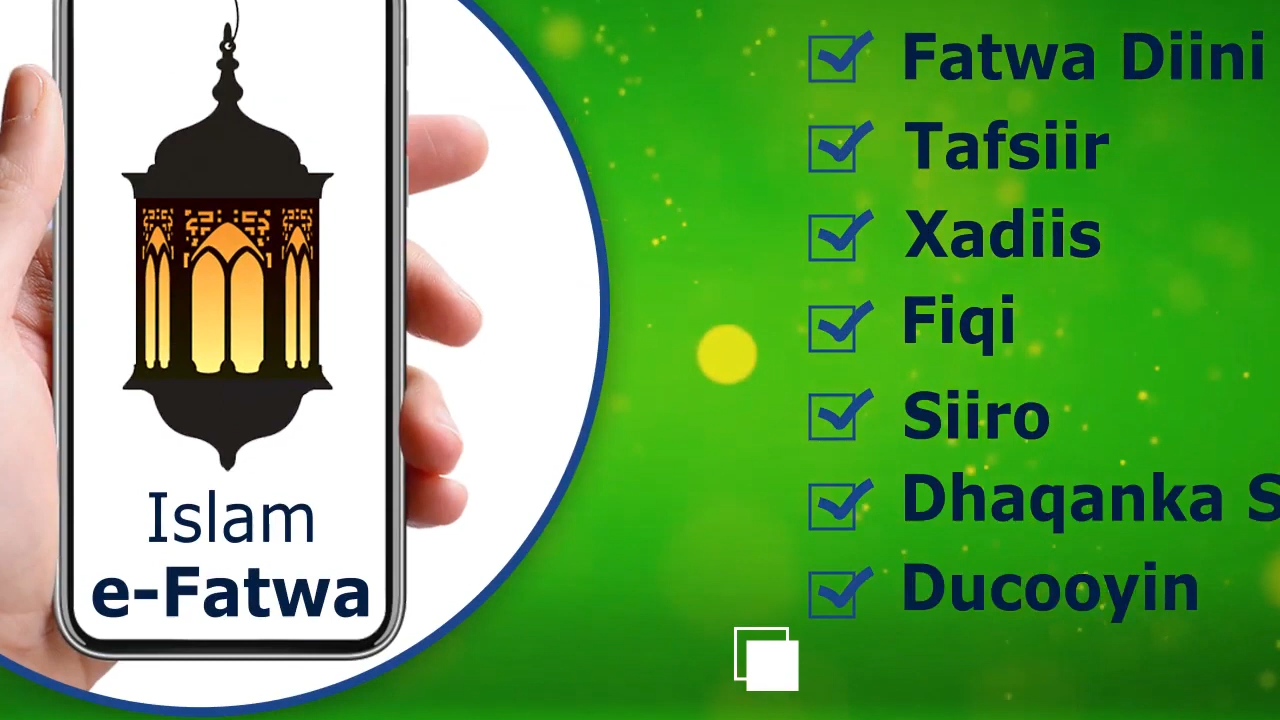 Islam
e-Fatwa
Fatwa Diini
Tafsiir
Xadiis
Fiqi
Siiro
Dhaqanka S
Ducooyin